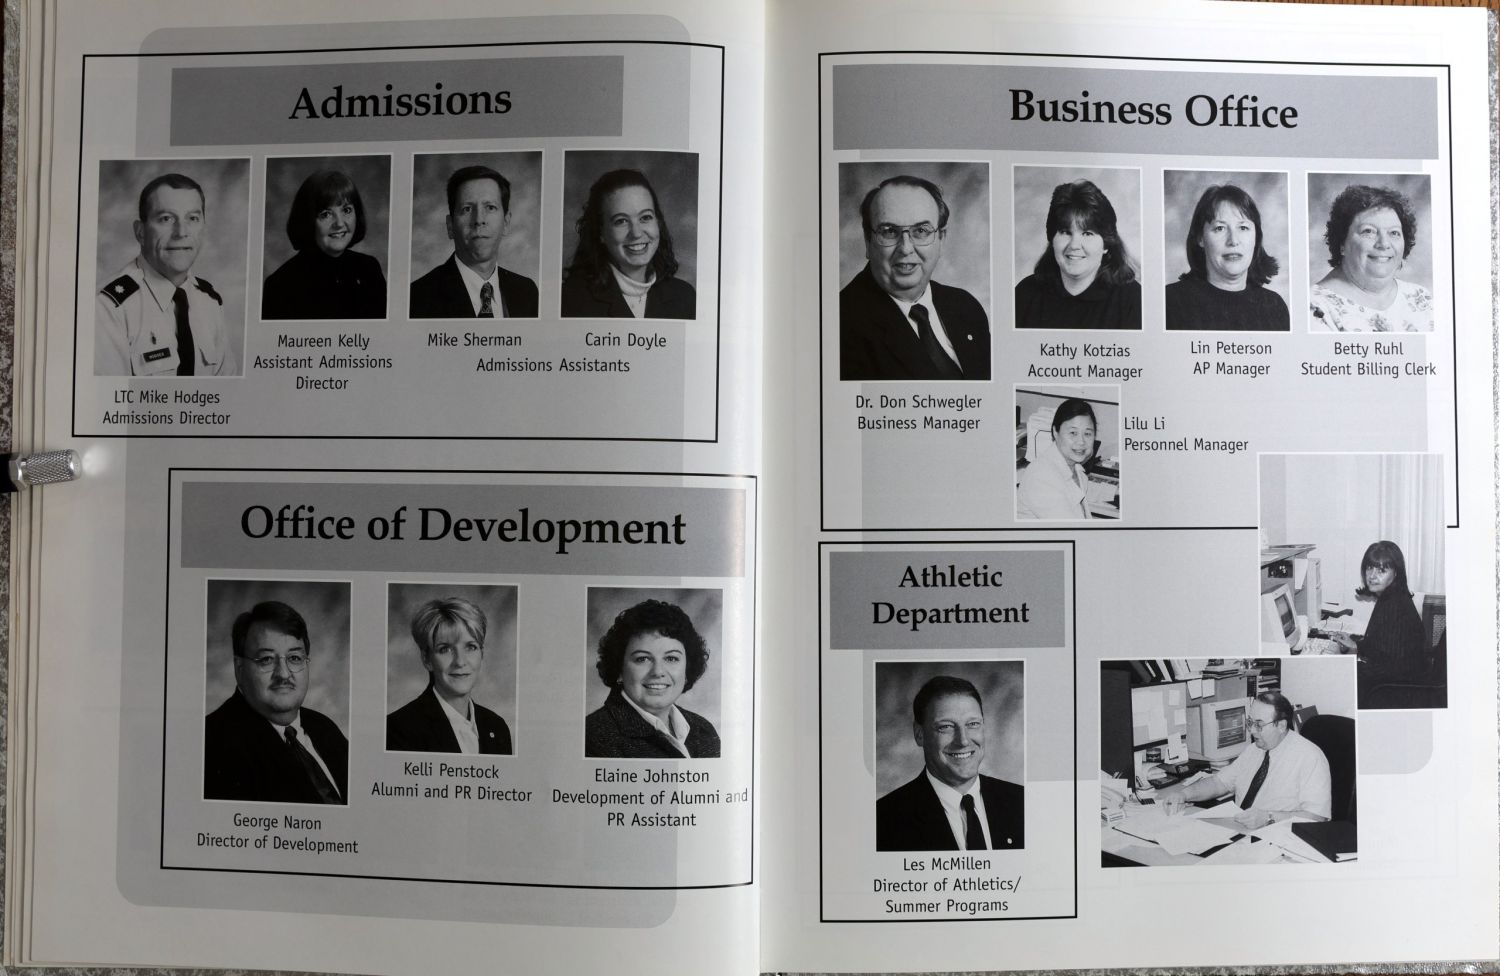 Admissions
LTC Mike Hodges
Admissions Director
Maureen Kelly
Assistant Admissions
Director
Mike Sherman
Carin Doyle
Admissions Assistants
Office of Development
George Naron
Director of Development
Kelli Penstock
Alumni and PR Director
Elaine Johnston
Development of Alumni and
PR Assistant
Business Office
Dr. Don Schwegler
Business Manager
Kathy Kotzias
Account Manager
Lin Peterson
AP Manager
Betty Ruhl
Student Billing Clerk
Lilu Li
Personnel Manager
Athletic
Department
Les McMillen
Director of Athletics/
Summer Programs